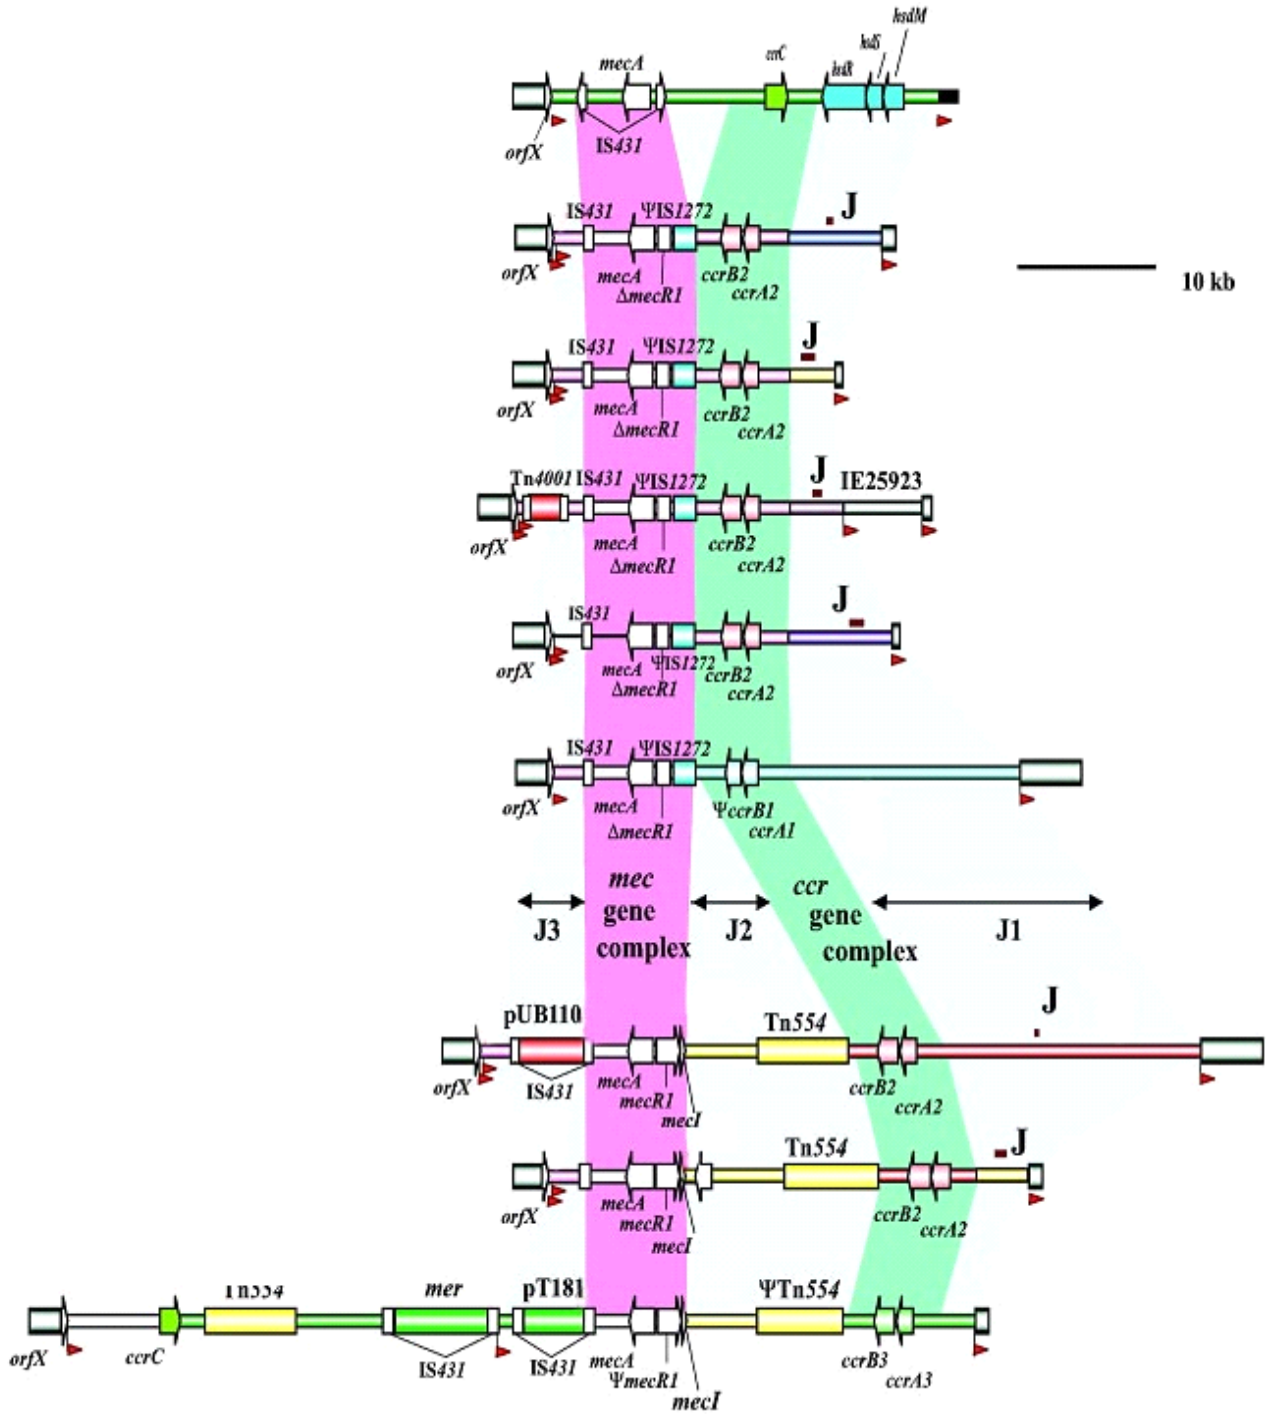 hsdM
hsdS
ccrC
mecA
hsdR
orfX
IS431
J
IS431 ΨIS1272
orfX
mecA
ccrB2
ΔmecR1
ccrA2
10 kb
J
IS431 ΨIS1272
orfX
mecA
ccrB2
ΔmecR1
ccrA2
J
Tn4001 IS431 ΨIS1272
IE25923
orfX
mecA
ccrB2
ΔmecR1
ccrA2
J
IS431
orfX
mecA
ΨIS1272
ccrB2
ΔmecR1
ccrA2
IS431 ΨIS1272
orfX
mecA
ΨccrB1
ΔmecR1
ccrA1
mec
gene
complex
ccr
gene
complex
J3
J2
J1
J
pUB110
Tn554
orfX
IS431
mecA
mecR1
mecI
ccrB2
ccrA2
Tn554
J
orfX
mecA
mecR1
mecI
ccrB2
ccrA2
Tn554
mer
pT181
ΨTn554
orfX
ccrC
IS431
IS431
mecA
ΨmecR1
mecI
ccrB3
ccrA3